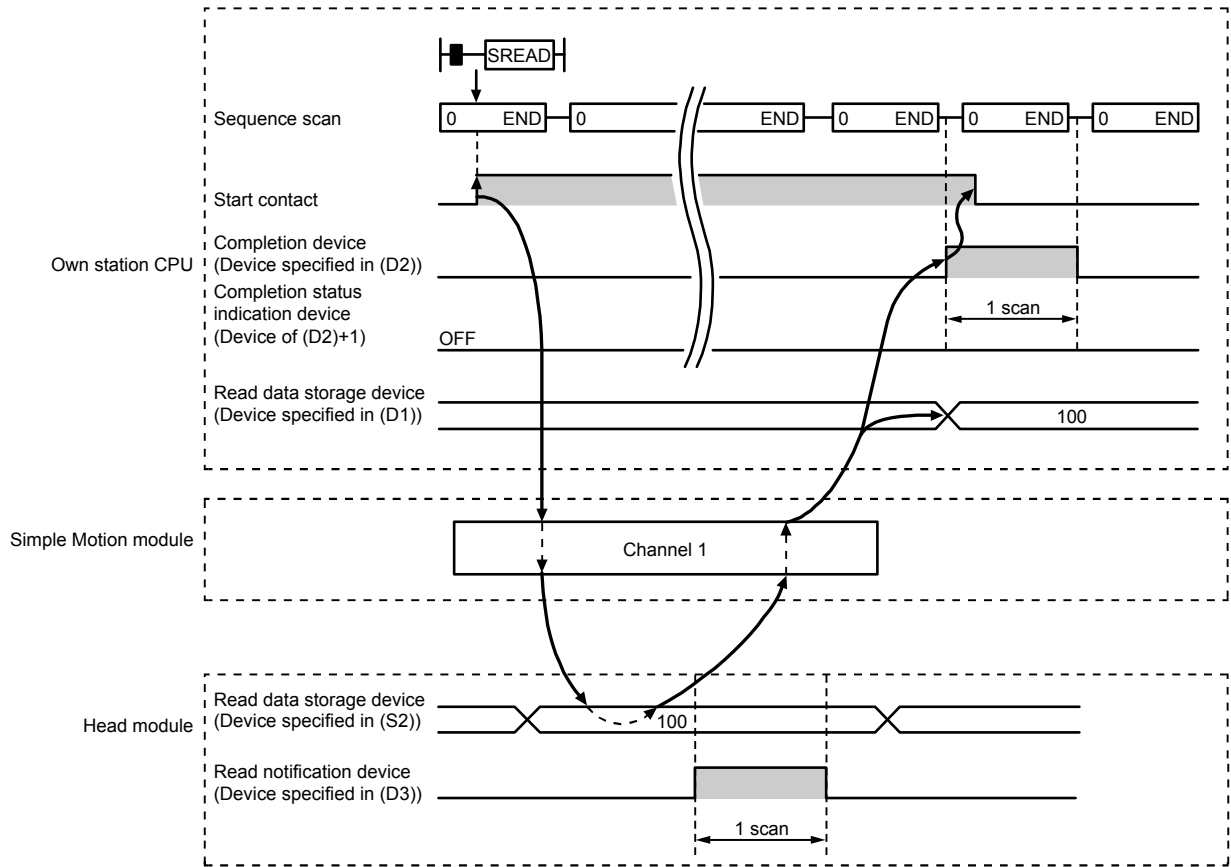 SREAD
Sequence scan
0 END 0 END 0 END 0 END 0 END
Start contact
Own station CPU
Completion device
(Device specified in (D2))
Completion status
indication device
(Device of (D2)+1)
1 scan
OFF
Read data storage device
(Device specified in (D1))
100
Simple Motion module
Channel 1
Head module
Read data storage device
(Device specified in (S2))
100
Read notification device
(Device specified in (D3))
1 scan